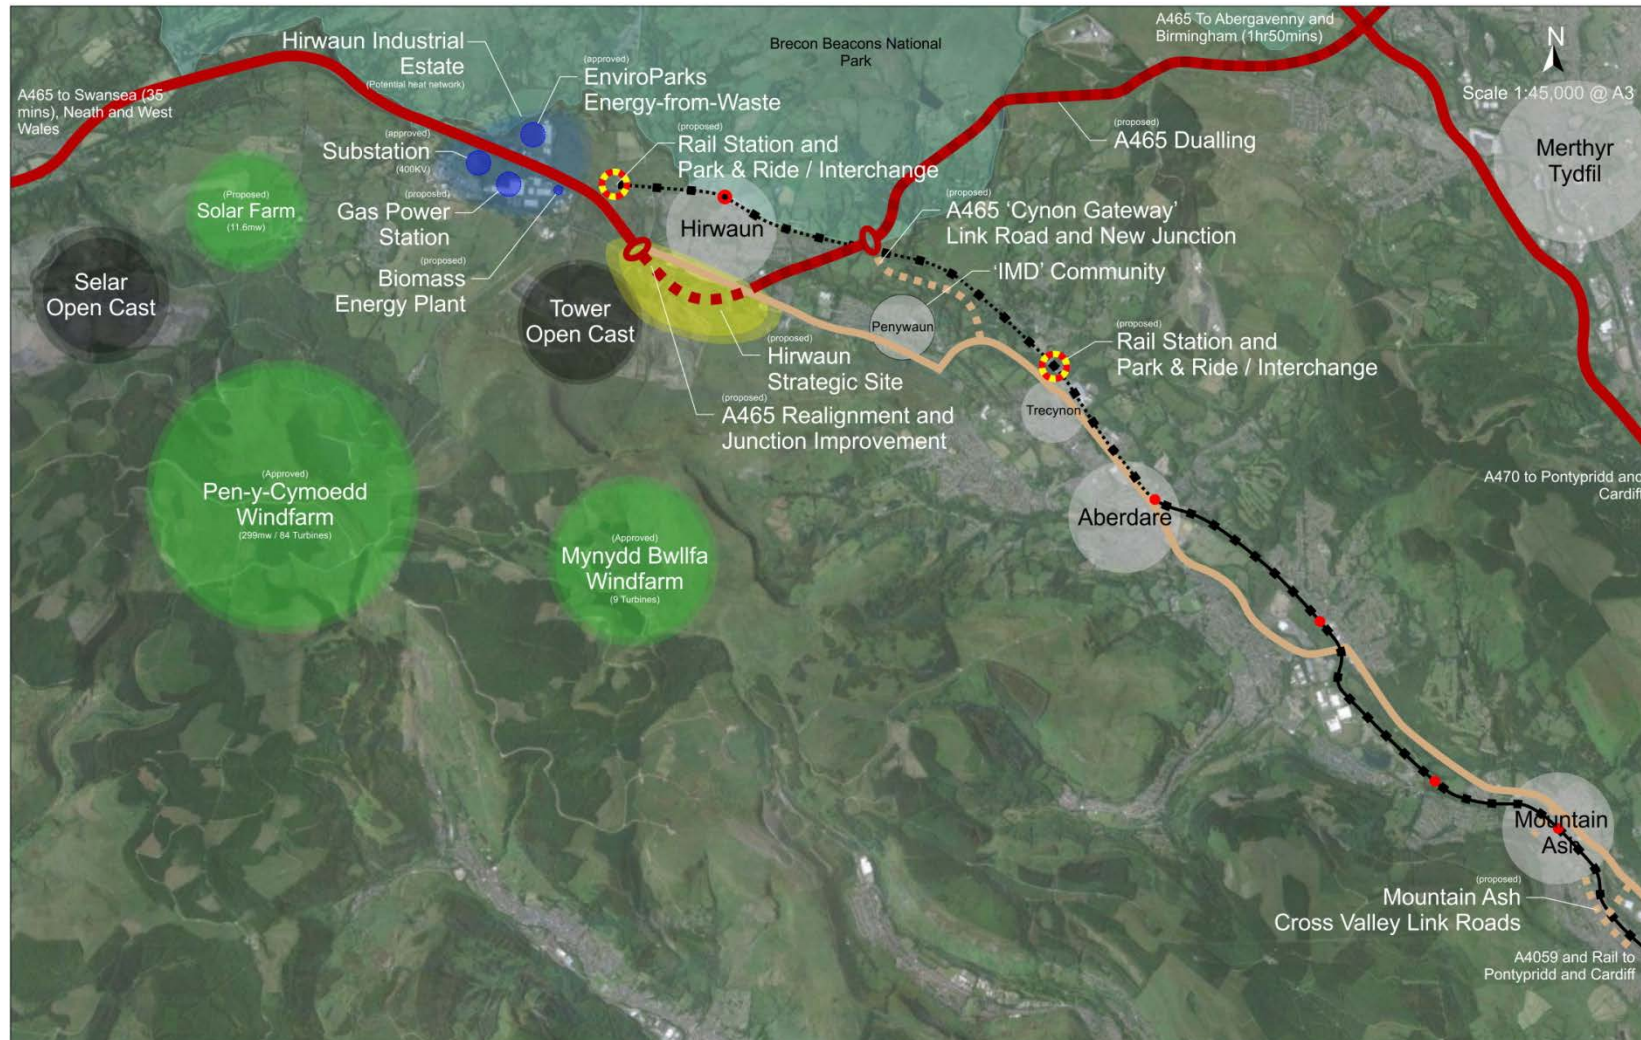 A465 To Abergavenny and
Birmingham (1hr50mins)
N
Scale 1:45,000 @ A3
Brecon Beacons National
Park
Hirwaun Industrial
Estate
(Potential heat network)
(approved)
EnviroParks
Energy-from-Waste
A465 to Swansea (35
mins), Neath and West
Wales
(approved)
Substation
(400KV)
(proposed)
Rail Station and
Park & Ride / Interchange
(proposed)
A465 Dualling
Merthyr
Tydfil
(Proposed)
Solar Farm
(11.6mw)
(proposed)
Gas Power
Station
Hirwaun
(proposed)
A465 ‘Cynon Gateway’
Link Road and New Junction
(proposed)
Biomass
Energy Plant
‘IMD’ Community
Selar
Open Cast
Tower
Open Cast
Penywaun
(proposed)
Hirwaun
Strategic Site
(proposed)
Rail Station and
Park & Ride / Interchange
(proposed)
A465 Realignment and
Junction Improvement
Trecynon
(Approved)
Pen-y-Cymoedd
Windfarm
(299mw / 84 Turbines)
A470 to Pontypridd and
Cardiff
Aberdare
(Approved)
Mynydd Bwllfa
Windfarm
(9 Turbines)
Mountain
Ash
(proposed)
Mountain Ash
Cross Valley Link Roads
A4059 and Rail to
Pontypridd and Cardiff